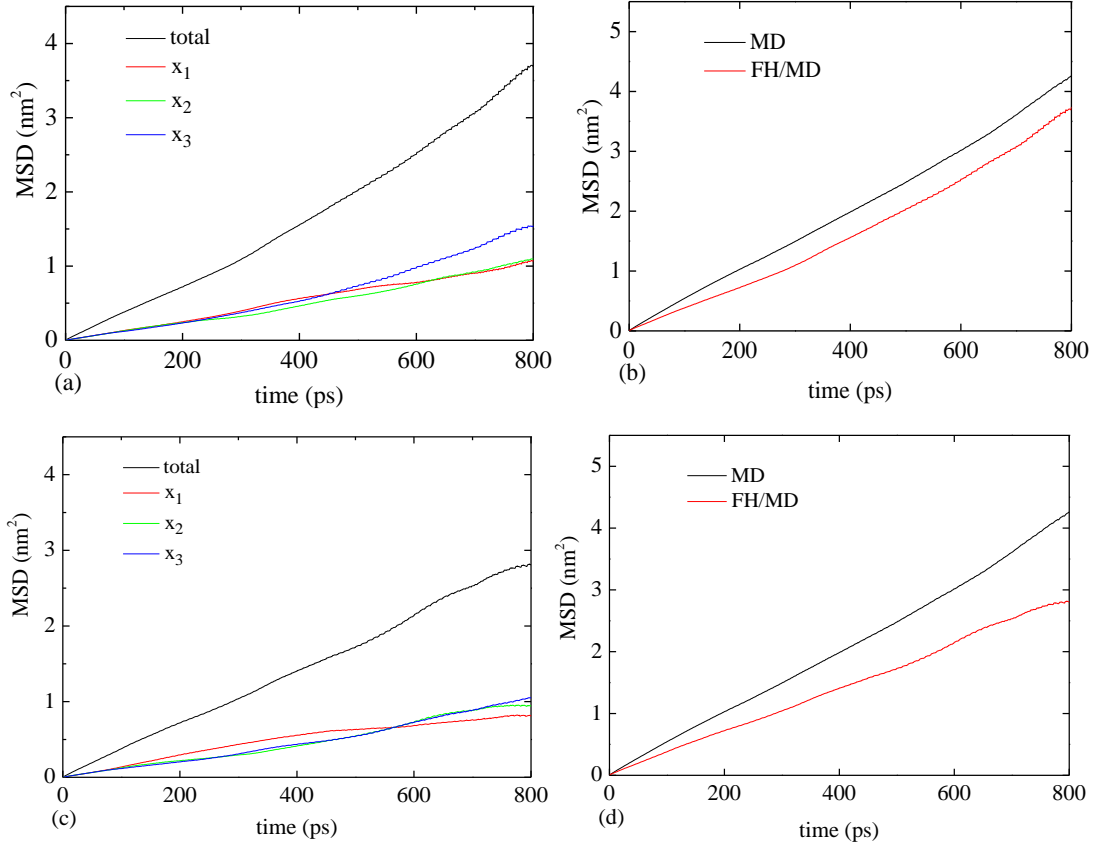 4
3
2
1
0
MSD (nm²)
total
x₁
x₂
x₃
0 200 400 600 800
(a)
time (ps)
5
4
3
2
1
0
MSD (nm²)
MD
FH/MD
0 200 400 600 800
(b)
time (ps)
4
3
2
1
0
MSD (nm²)
total
x₁
x₂
x₃
0 200 400 600 800
(c)
time (ps)
5
4
3
2
1
0
MSD (nm²)
MD
FH/MD
0 200 400 600 800
(d)
time (ps)